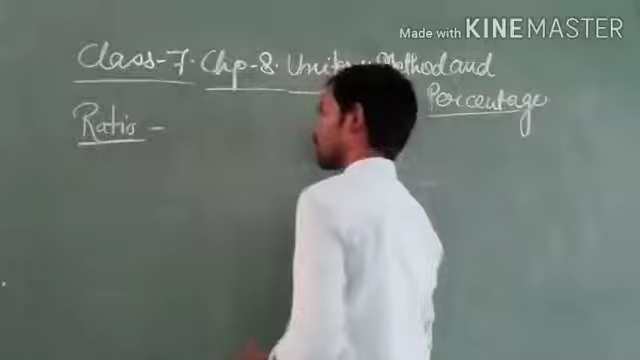 Made with KINEMASTER
Class-7. Chp-8. Method and
Percentage
Ratio -